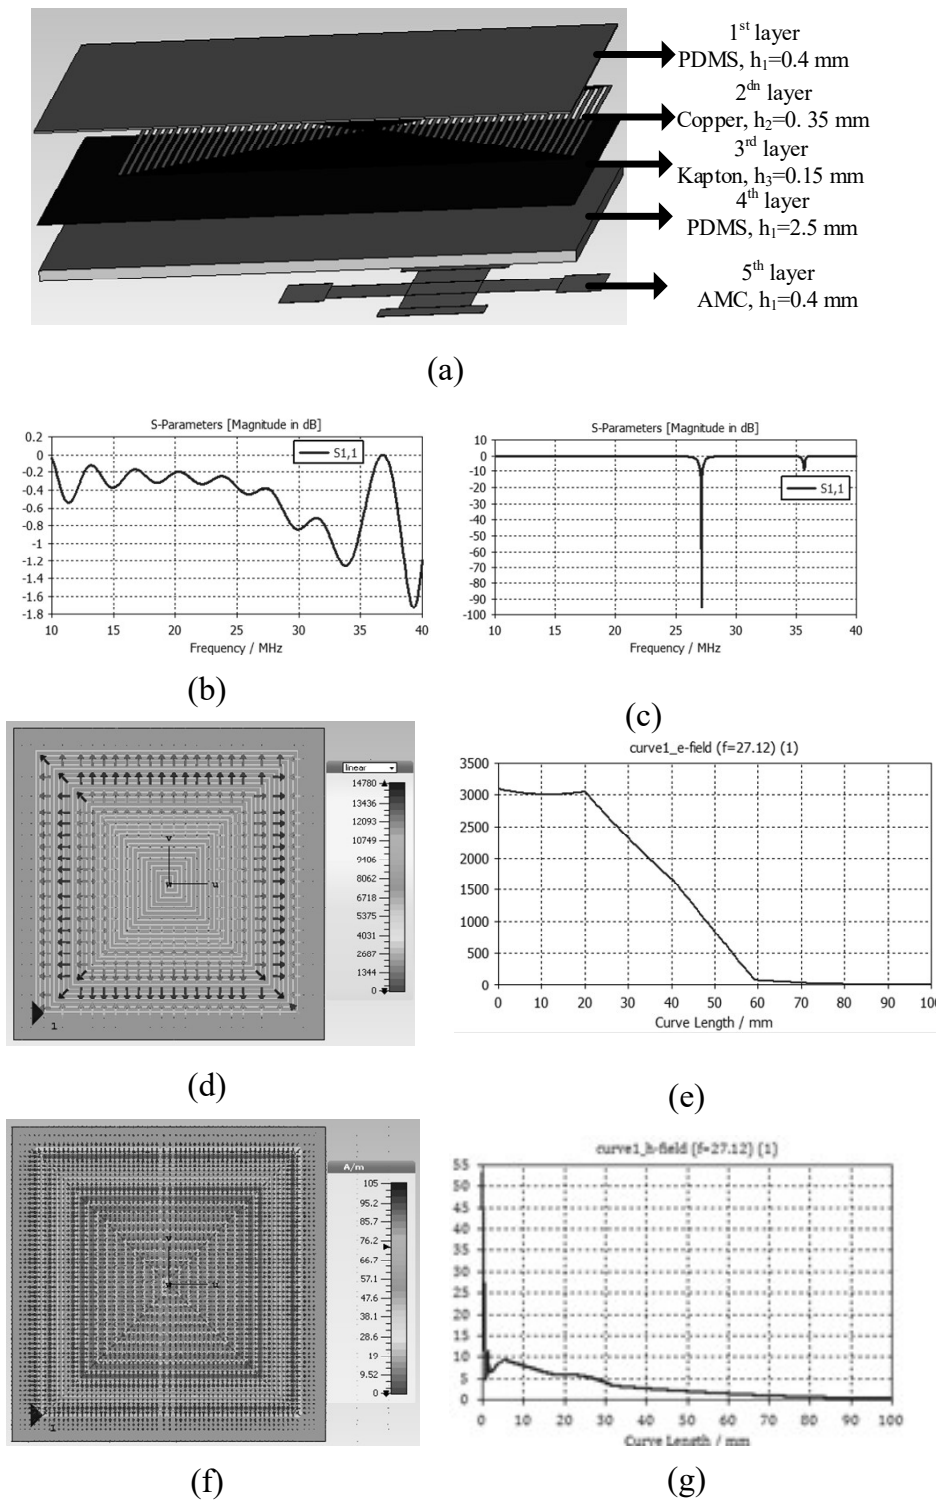 1st layer
PDMS, h1=0.4 mm
2dn layer
Copper, h2=0. 35 mm
3rd layer
Kapton, h3=0.15 mm
4th layer
PDMS, h1=2.5 mm
5th layer
AMC, h1=0.4 mm
(a)
S-Parameters [Magnitude in dB]
S1,1
0.2
0
-0.2
-0.4
-0.6
-0.8
-1
-1.2
-1.4
-1.6
-1.8
10 15 20 25 30 35 40
Frequency / MHz
(b)
S-Parameters [Magnitude in dB]
S1,1
10
0
-10
-20
-30
-40
-50
-60
-70
-80
-90
-100
10 15 20 25 30 35 40
Frequency / MHz
(c)
linear
14780
13436
12093
10749
9406
8062
6718
5375
4031
2687
1344
0
v
w u
1
(d)
curve1_e-field (f=27.12) (1)
3500
3000
2500
2000
1500
1000
500
0
0 10 20 30 40 50 60 70 80 90 100
Curve Length / mm
(e)
A/m
105
95.2
85.7
76.2
66.7
57.1
47.6
38.1
28.6
19
9.52
0
v
w u
1
(f)
curve1_h-field (f=27.12) (1)
55
50
45
40
35
30
25
20
15
10
5
0
0 10 20 30 40 50 60 70 80 90 100
Curve Length / mm
(g)